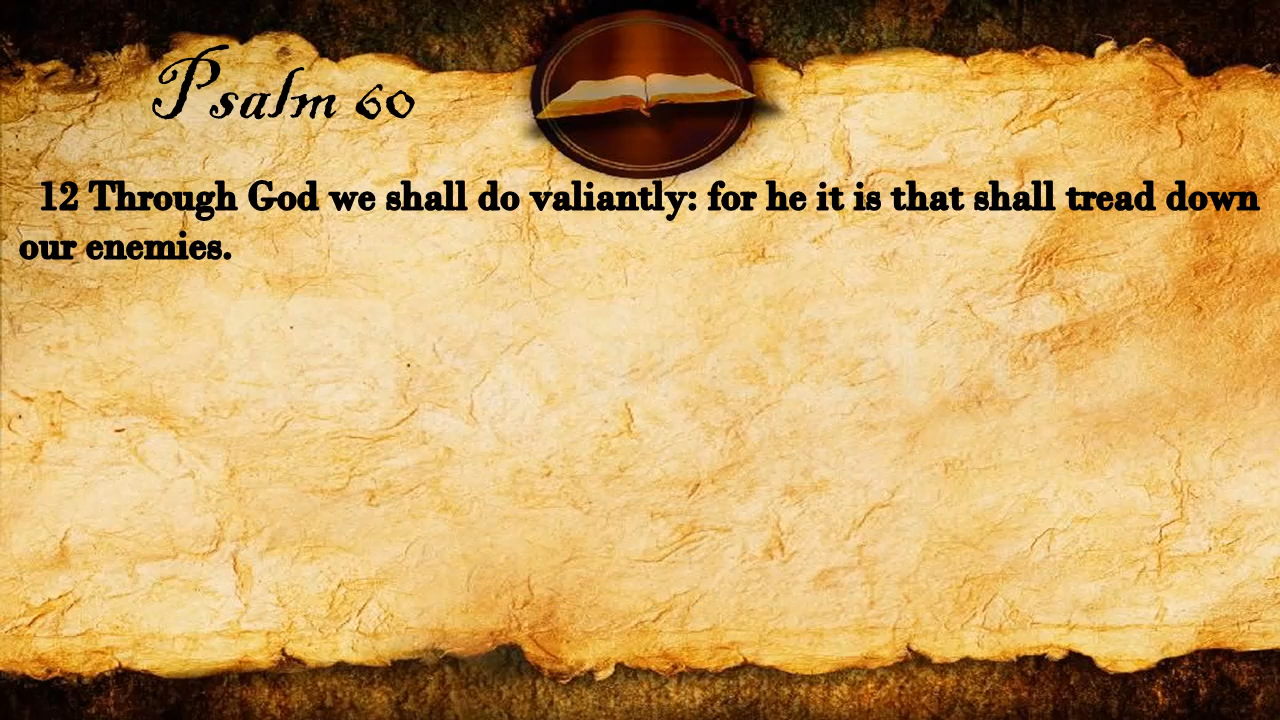 Psalm 60
12 Through God we shall do valiantly: for he it is that shall tread down
our enemies.